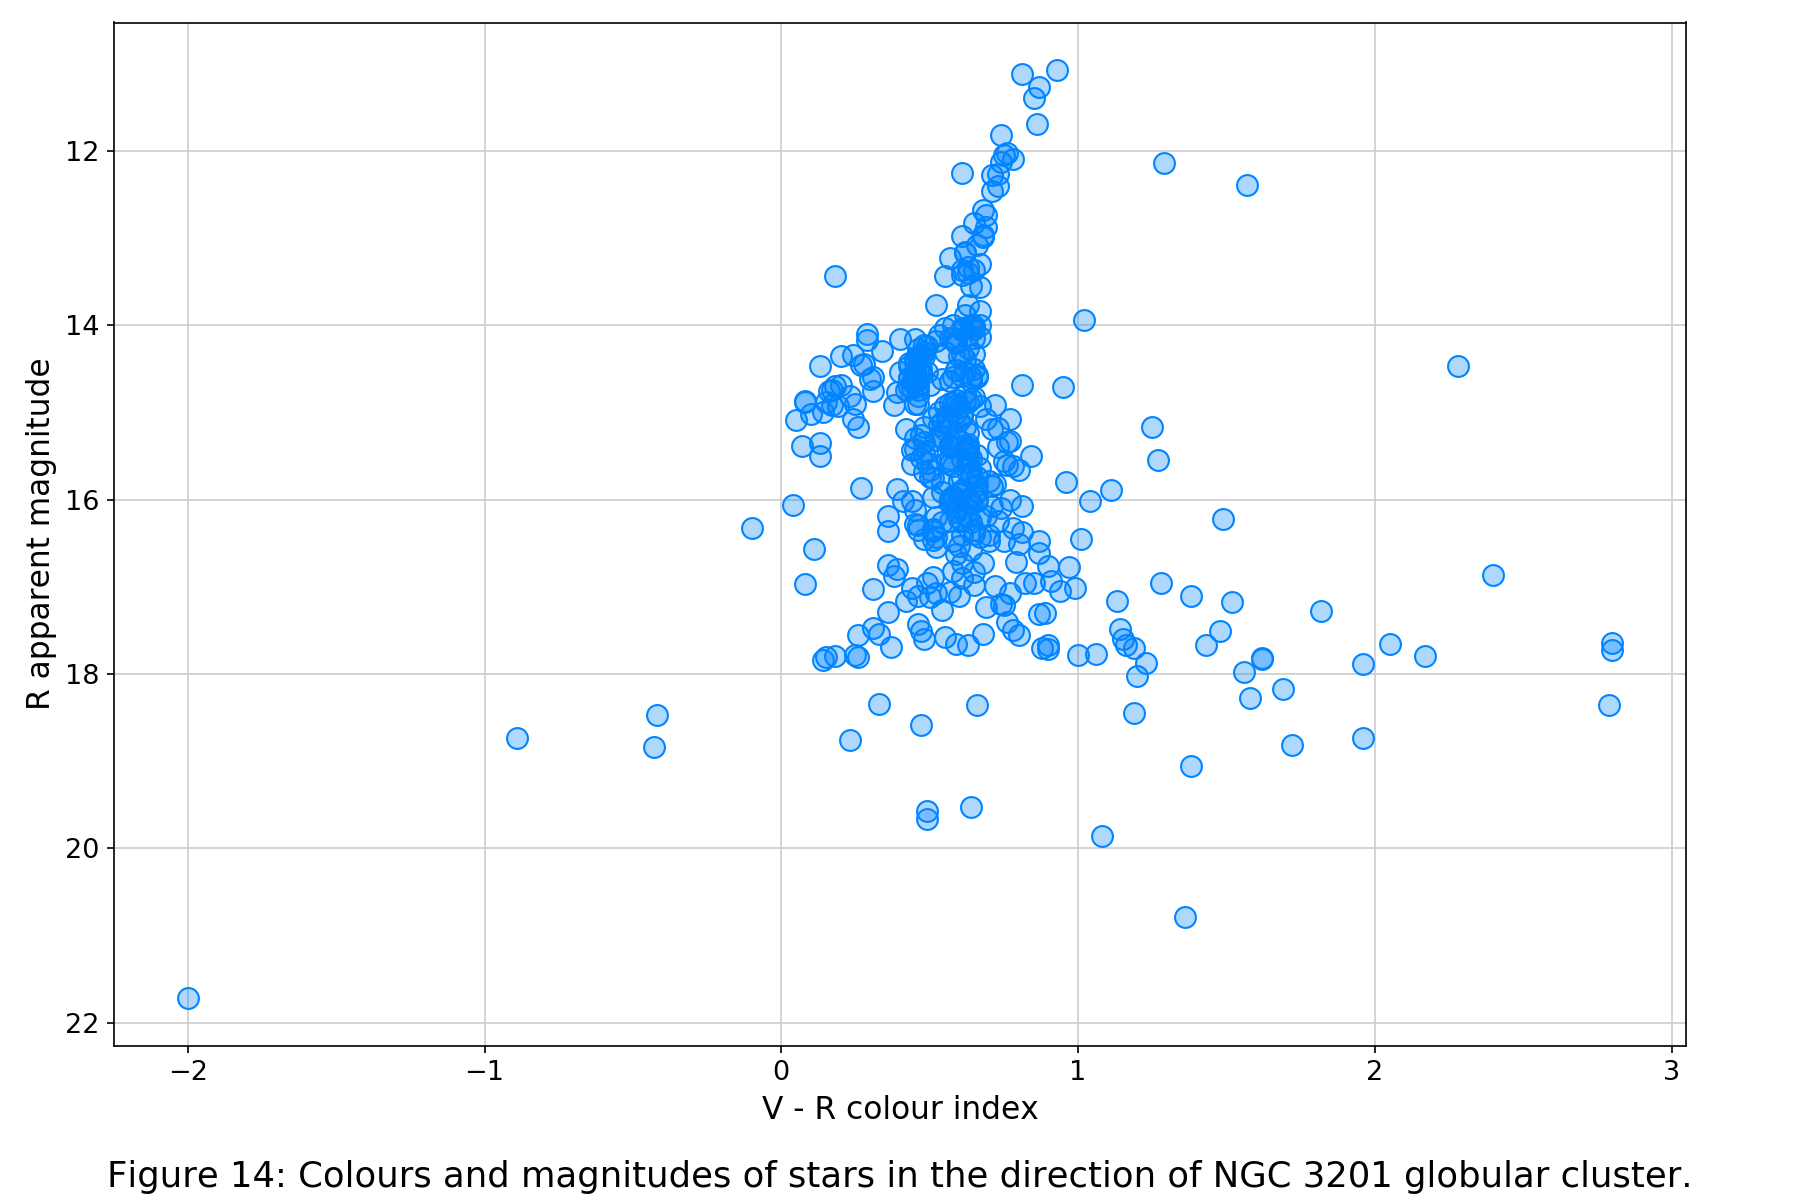 12
14
16
18
20
22
R apparent magnitude
−2 −1 0 1 2 3
V - R colour index
Figure 14: Colours and magnitudes of stars in the direction of NGC 3201 globular cluster.